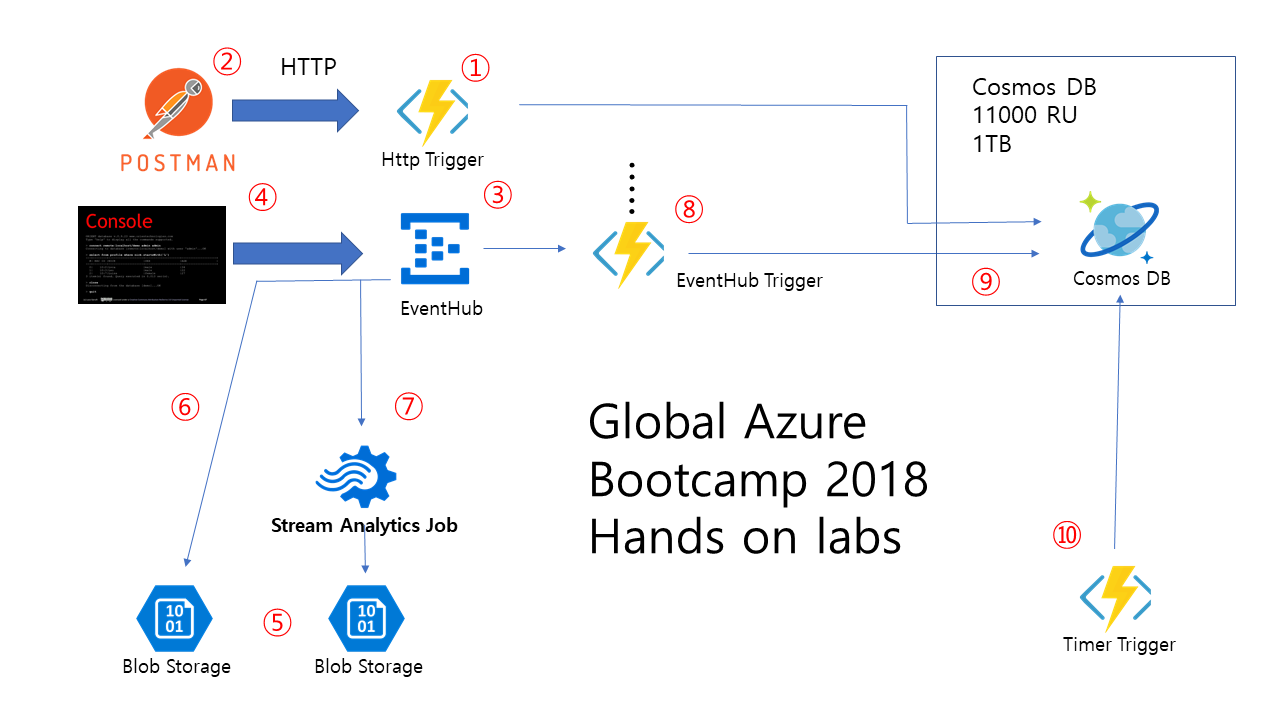 ②
HTTP
①
POSTMAN
Http Trigger
Cosmos DB
11000 RU
1TB
④
Console
③
EventHub
⑧
EventHub Trigger
⑨
Cosmos DB
⑥
⑦
Global Azure
Bootcamp 2018
Hands on labs
Stream Analytics Job
⑩
10
01
Blob Storage
⑤
10
01
Blob Storage
Timer Trigger